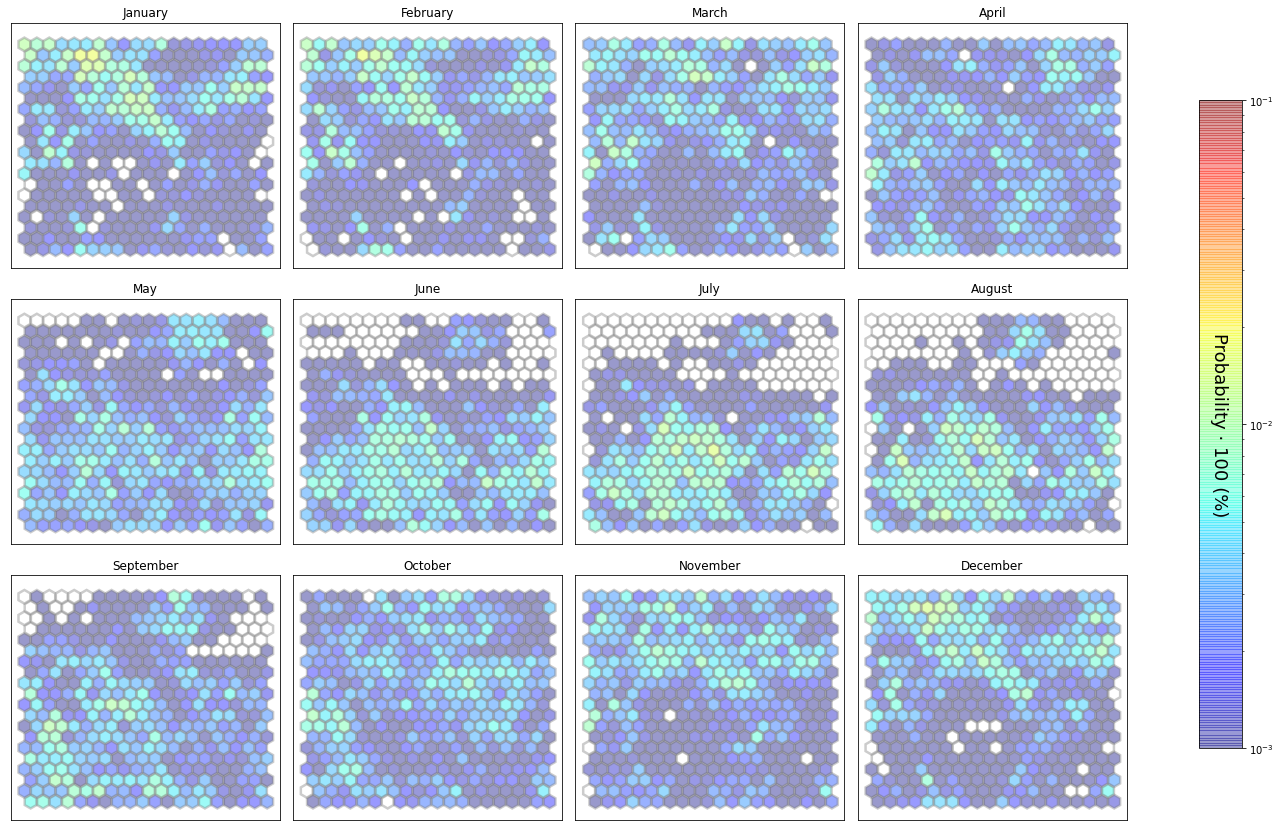 January
February
March
April
May
June
July
August
September
October
November
December
10⁻¹
10⁻²
10⁻³
Probability · 100 (%)